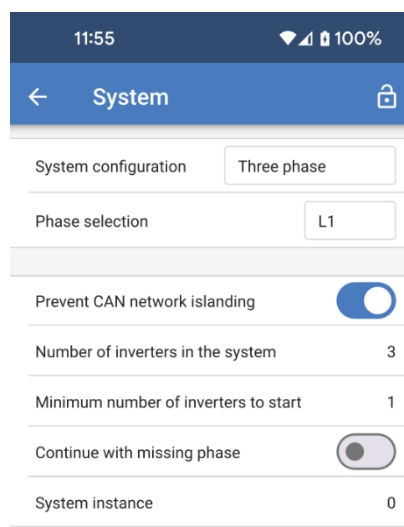 11:55 100%
System
System configuration Three phase
Phase selection L1
Prevent CAN network islanding
Number of inverters in the system 3
Minimum number of inverters to start 1
Continue with missing phase
System instance 0